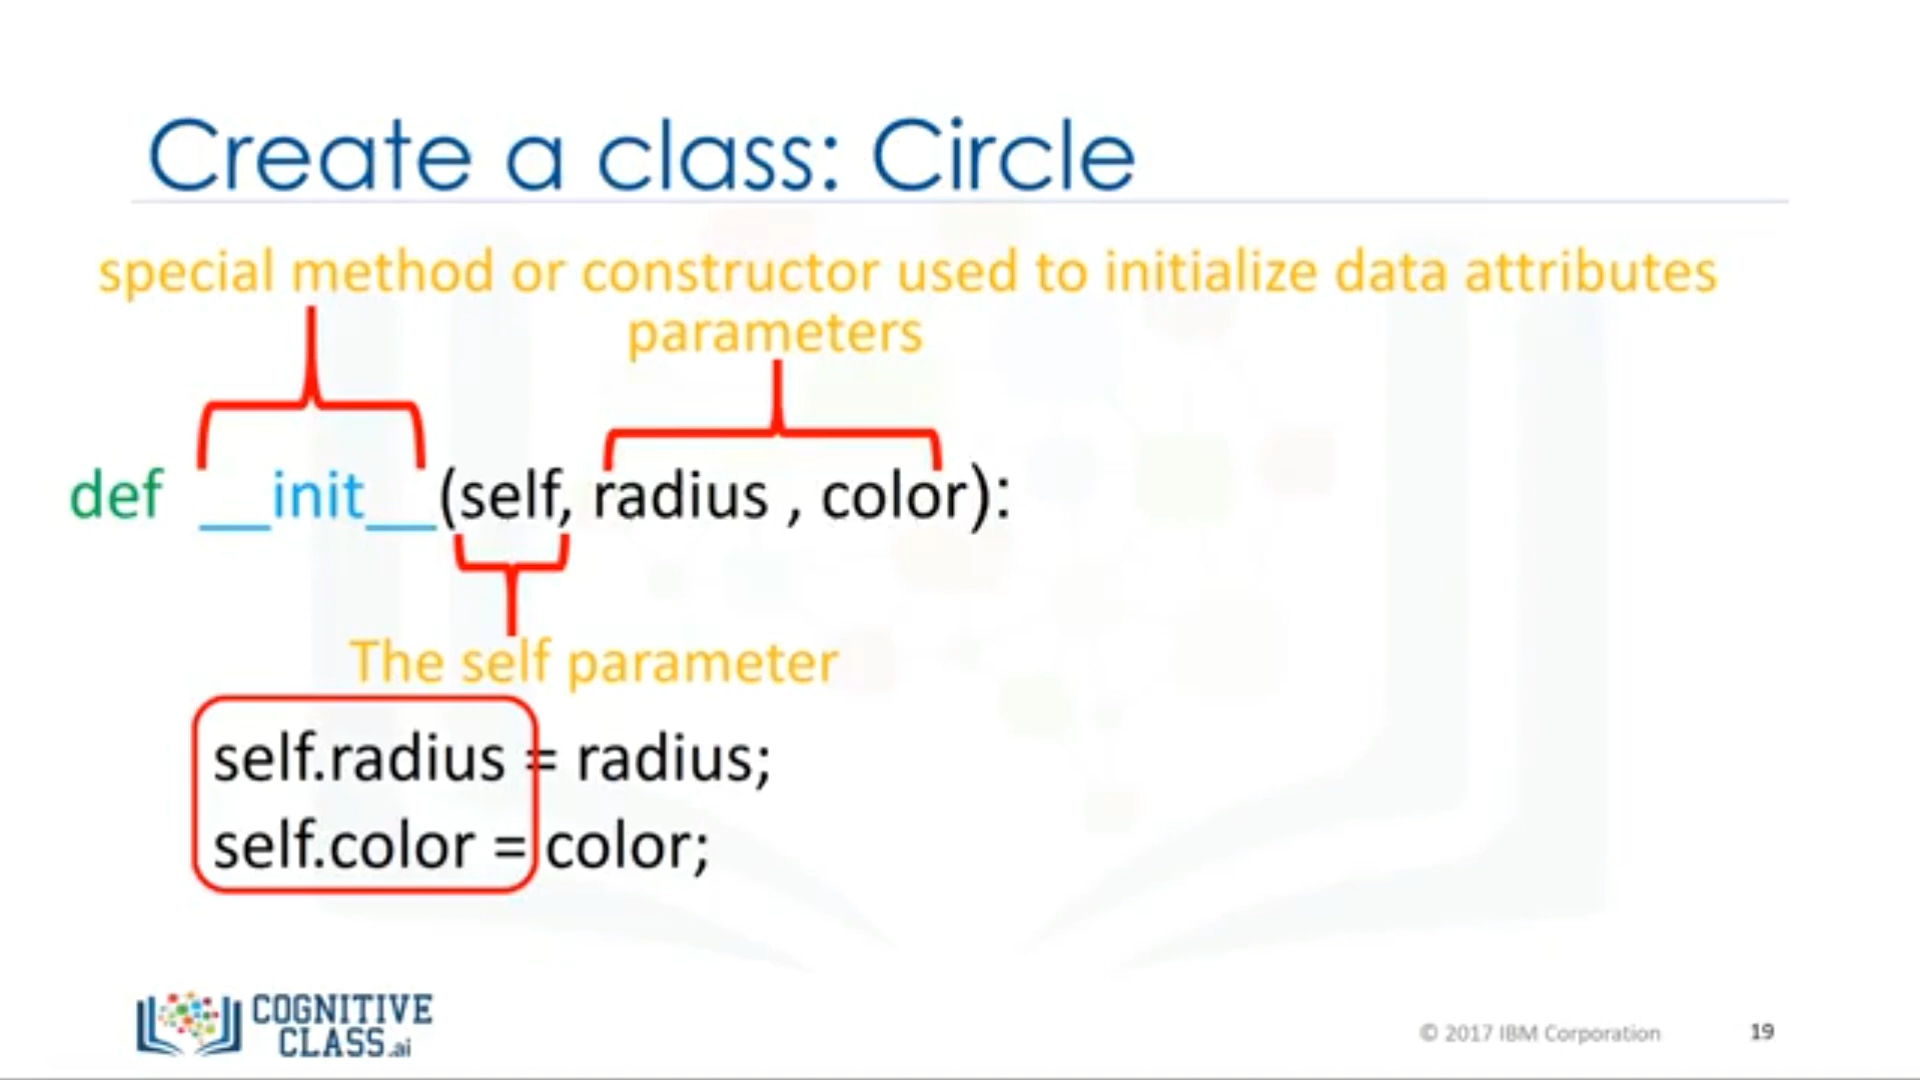 Create a class: Circle
special method or constructor used to initialize data attributes
parameters
def __init__(self, radius , color):
The self parameter
self.radius = radius;
self.color = color;
COGNITIVE
CLASS.ai
© 2017 IBM Corporation 19